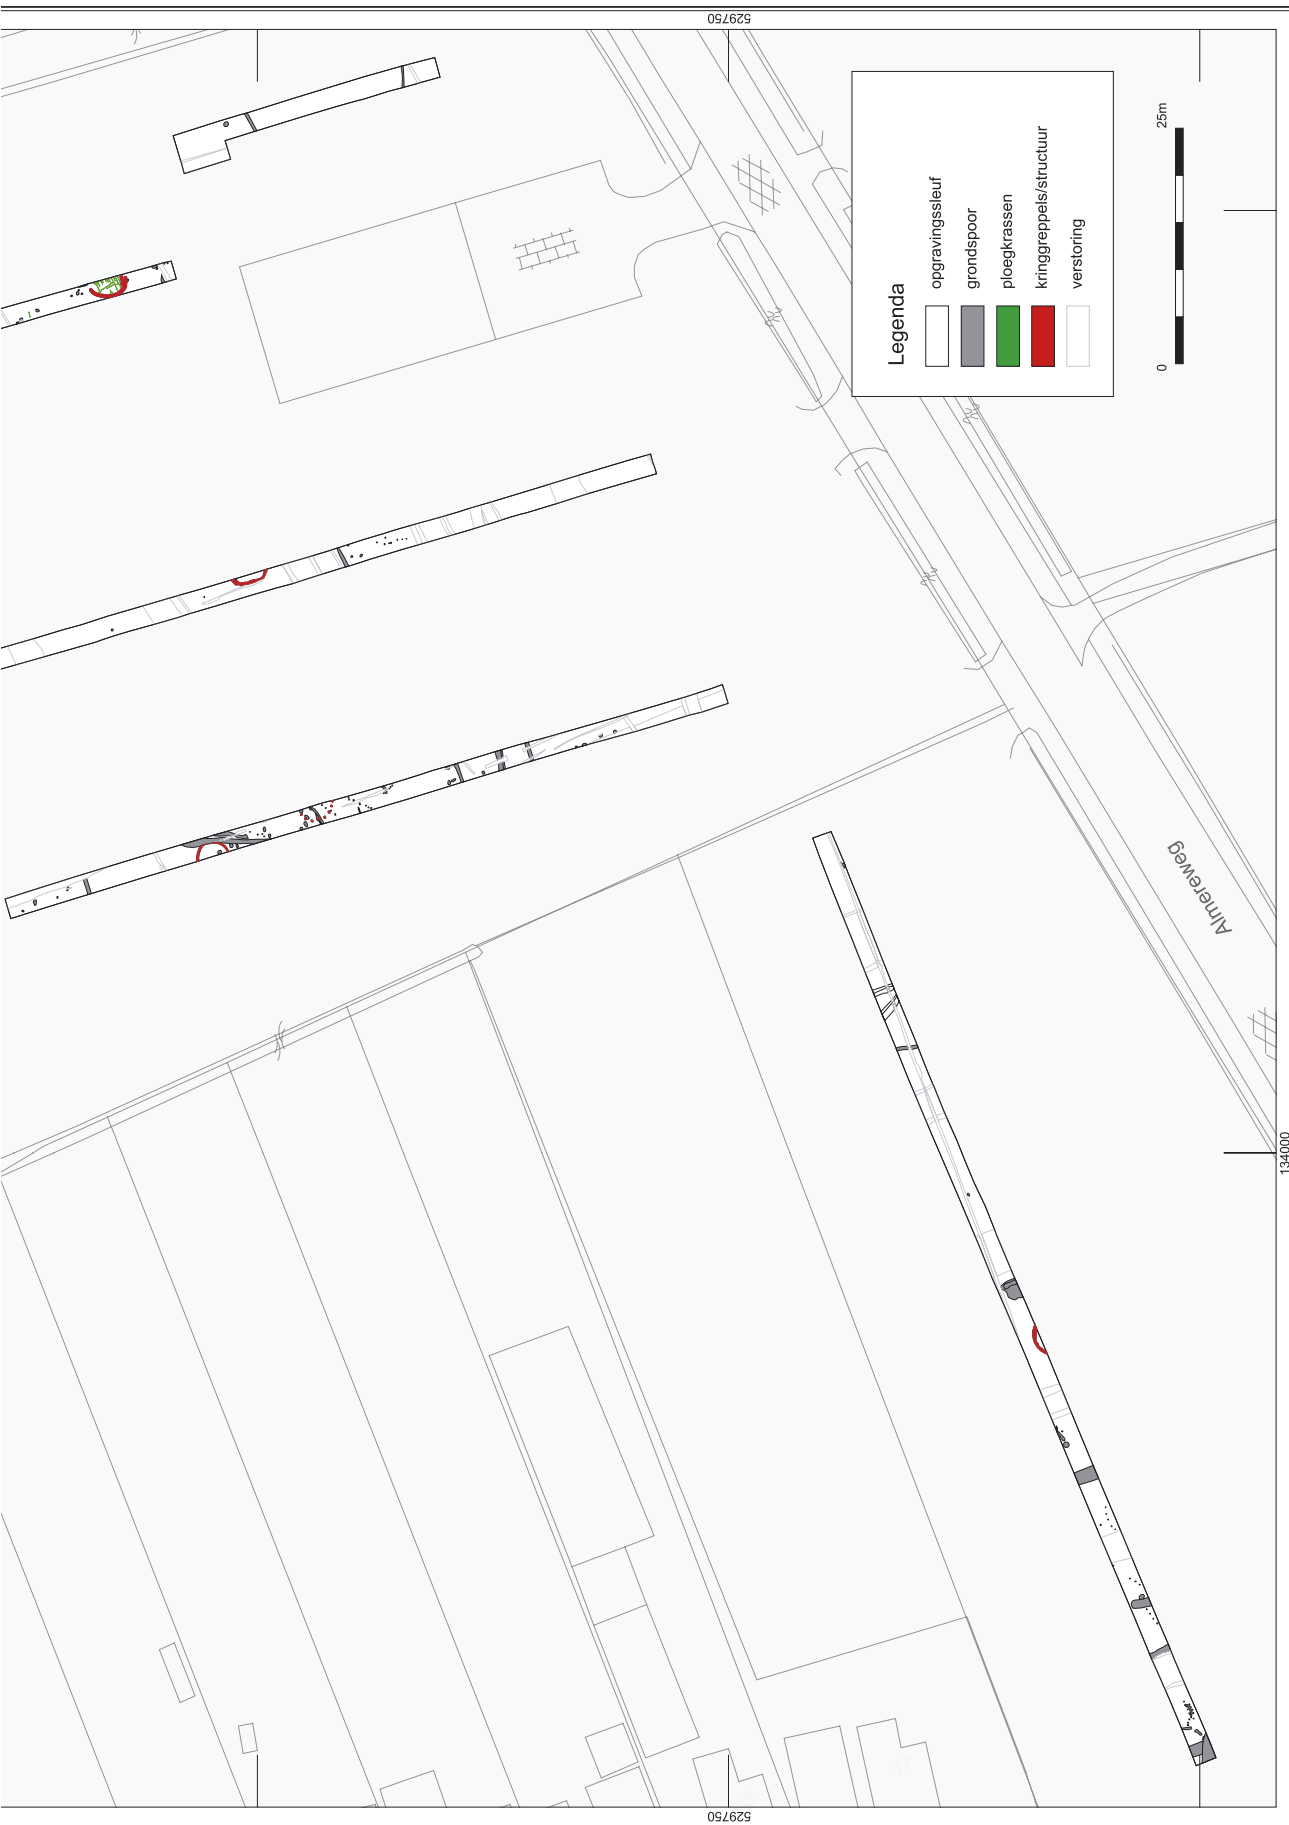 529750
Legenda
opgravingssleuf
grondspoor
ploegkrassen
kringgreppels/structuur
verstoring
0
25m
Almereweg
134000
529750